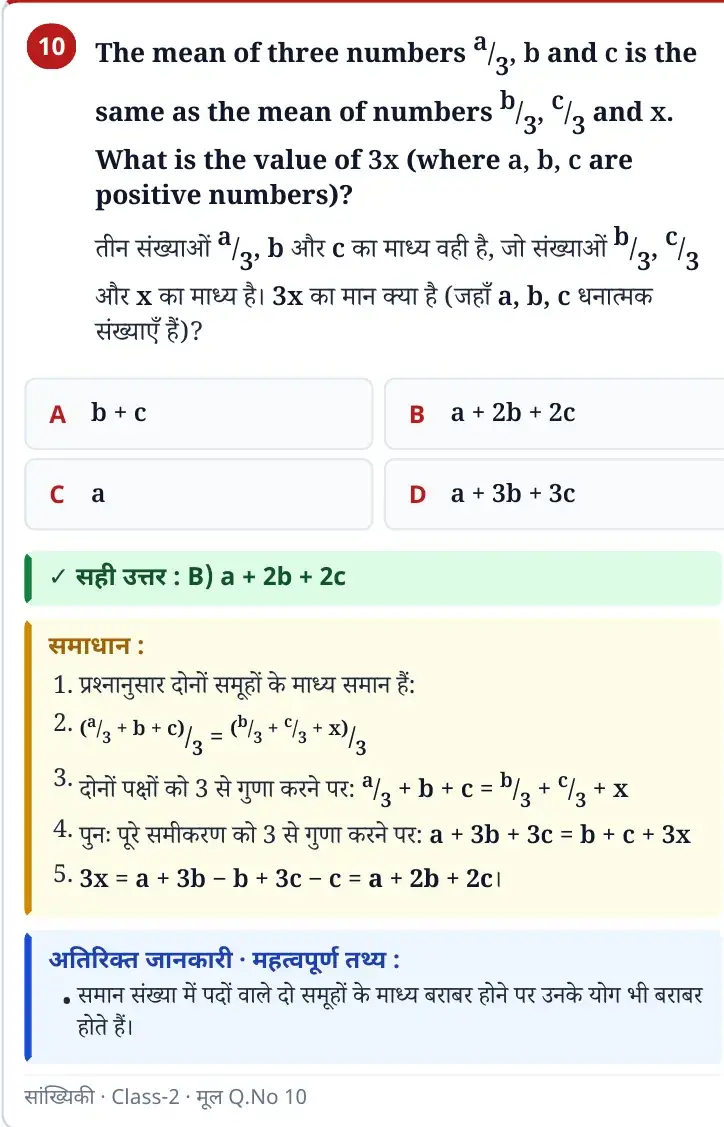 10 The mean of three numbers a/3, b and c is the
same as the mean of numbers b/3, c/3 and x.
What is the value of 3x (where a, b, c are
positive numbers)?
तीन संख्याओं a/3, b और c का माध्य वही है, जो संख्याओं b/3, c/3
और x का माध्य है। 3x का मान क्या है (जहाँ a, b, c धनात्मक
संख्याएँ हैं)?
A b + c
B a + 2b + 2c
C a
D a + 3b + 3c
✓ सही उत्तर : B) a + 2b + 2c
समाधान :
1. प्रश्नानुसार दोनों समूहों के माध्य समान हैं:
2. (a/3 + b + c)/3 = (b/3 + c/3 + x)/3
3. दोनों पक्षों को 3 से गुणा करने पर: a/3 + b + c = b/3 + c/3 + x
4. पुनः पूरे समीकरण को 3 से गुणा करने पर: a + 3b + 3c = b + c + 3x
5. 3x = a + 3b − b + 3c − c = a + 2b + 2c।
अतिरिक्त जानकारी · महत्वपूर्ण तथ्य :
• समान संख्या में पदों वाले दो समूहों के माध्य बराबर होने पर उनके योग भी बराबर
होते हैं।
सांख्यिकी · Class-2 · मूल Q.No 10